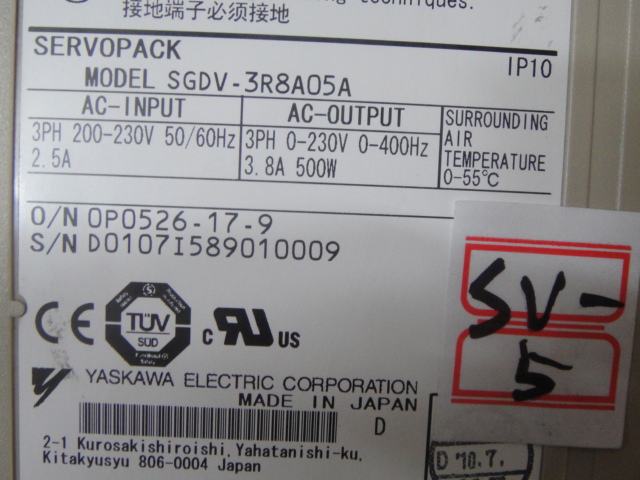 techniques.
接地端子必须接地
SERVOPACK
IP10
MODEL SGDV-3R8A05A
AC-INPUT
3PH 200-230V 50/60Hz
2.5A
AC-OUTPUT
3PH 0-230V 0-400Hz
3.8A 500W
SURROUNDING
AIR
TEMPERATURE
0-55℃
O/N 0P0526-17-9
S/N D0107I589010009
SV-
5
CE
TÜV
SÜD
c UR US
YASKAWA ELECTRIC CORPORATION
MADE IN JAPAN
D
2-1 Kurosakishiroishi, Yahatanishi-ku,
Kitakyusyu 806-0004 Japan
D '10.7.